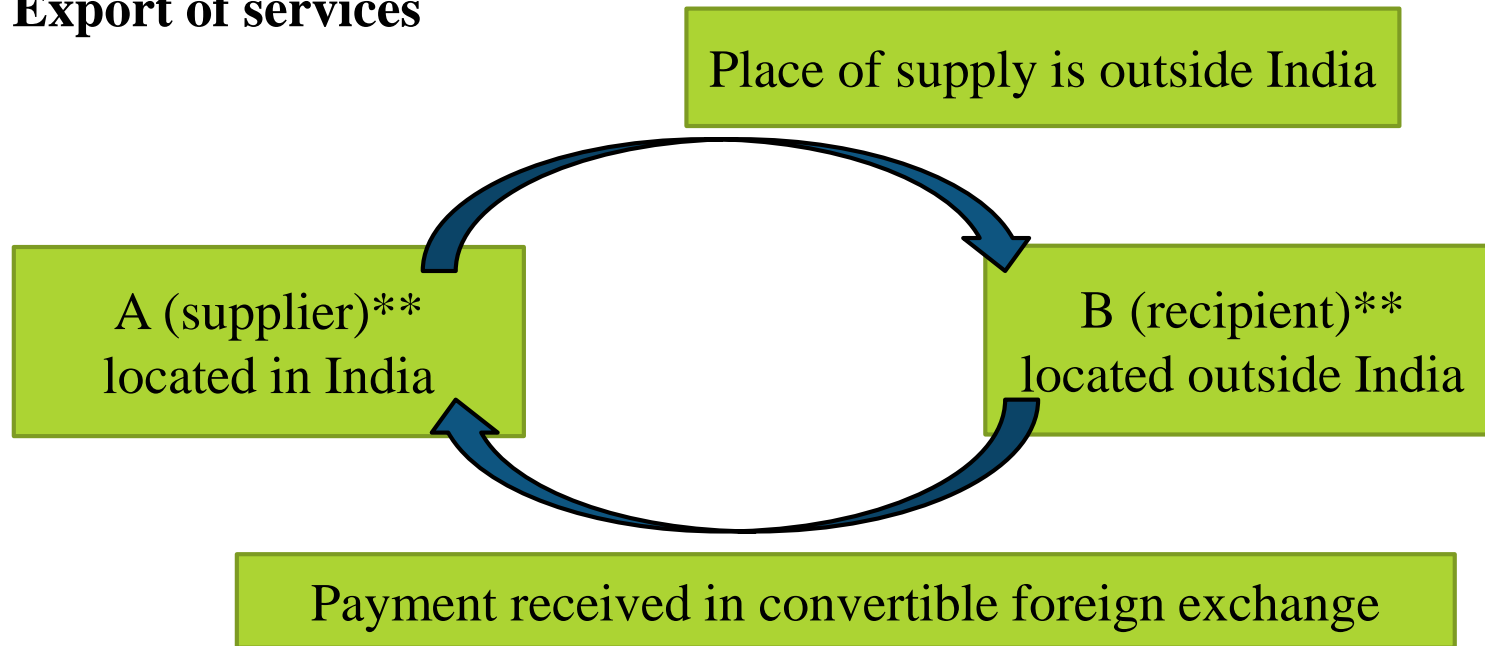 Export of services
Place of supply is outside India
A (supplier)**
located in India
B (recipient)**
located outside India
Payment received in convertible foreign exchange